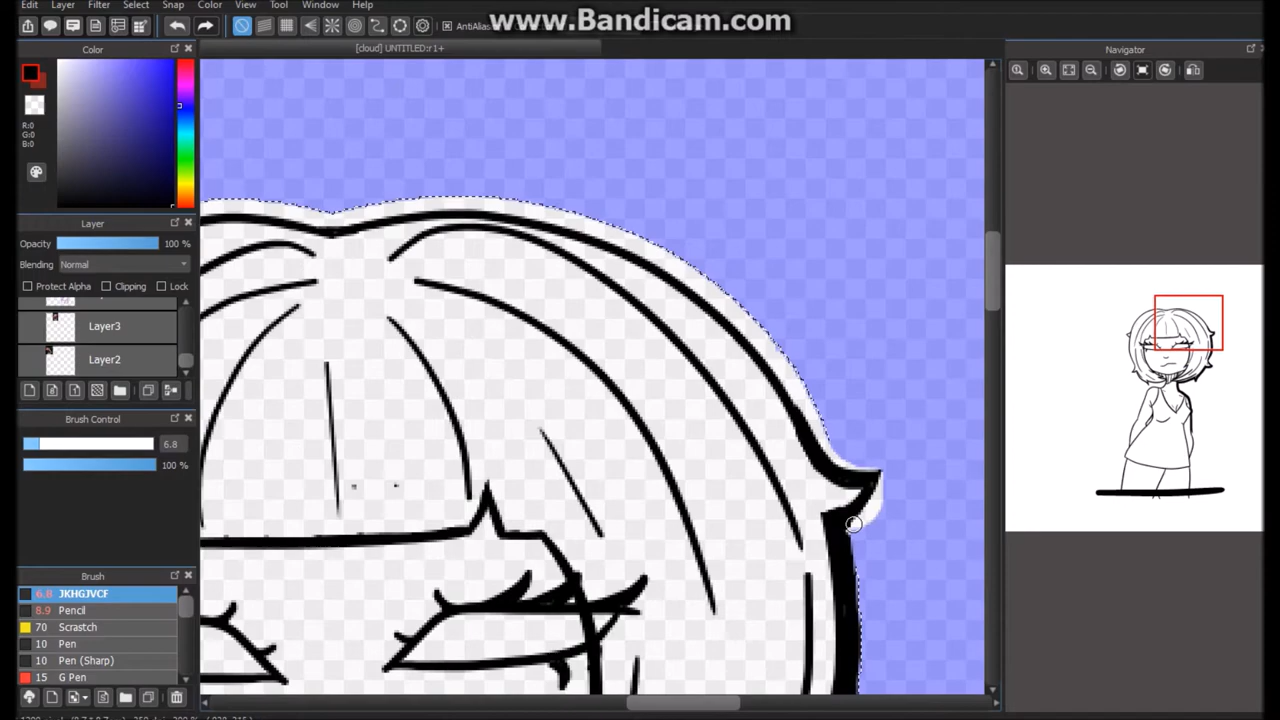 Edit Layer Filter Select Snap Color View Tool Window Help
www.Bandicam.com
AntiAlias
Color
[cloud] UNTITLED:r1+
Navigator
R:0
G:0
B:0
Layer
Opacity 100 %
Blending Normal
Protect Alpha Clipping Lock
Layer3
Layer2
Brush Control
6.8
100 %
Brush
6.8 JKHGJVCF
8.9 Pencil
70 Scrastch
10 Pen
10 Pen (Sharp)
15 G Pen